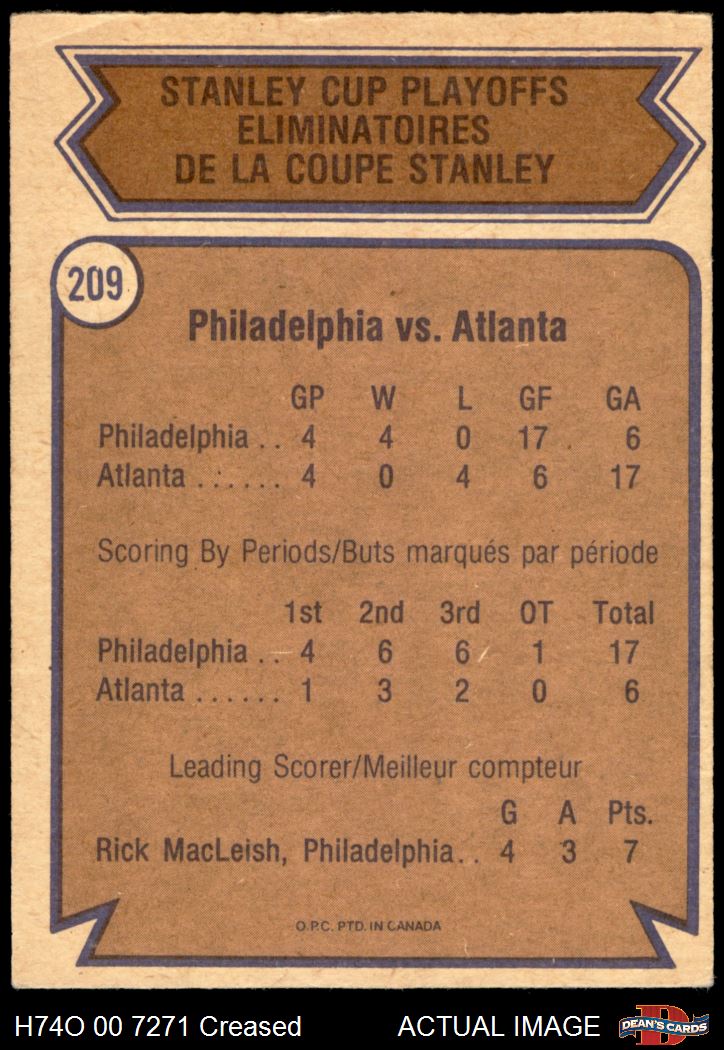 STANLEY CUP PLAYOFFS
ELIMINATOIRES
DE LA COUPE STANLEY
209
Philadelphia vs. Atlanta
GP W L GF GA
Philadelphia .. 4 4 0 17 6
Atlanta ...... 4 0 4 6 17
Scoring By Periods/Buts marqués par période
1st 2nd 3rd OT Total
Philadelphia .. 4 6 6 1 17
Atlanta ...... 1 3 2 0 6
Leading Scorer/Meilleur compteur
G A Pts.
Rick MacLeish, Philadelphia.. 4 3 7
O.P.C. PTD. IN CANADA
H74O 00 7271 Creased ACTUAL IMAGE
D
DEAN'S CARDS